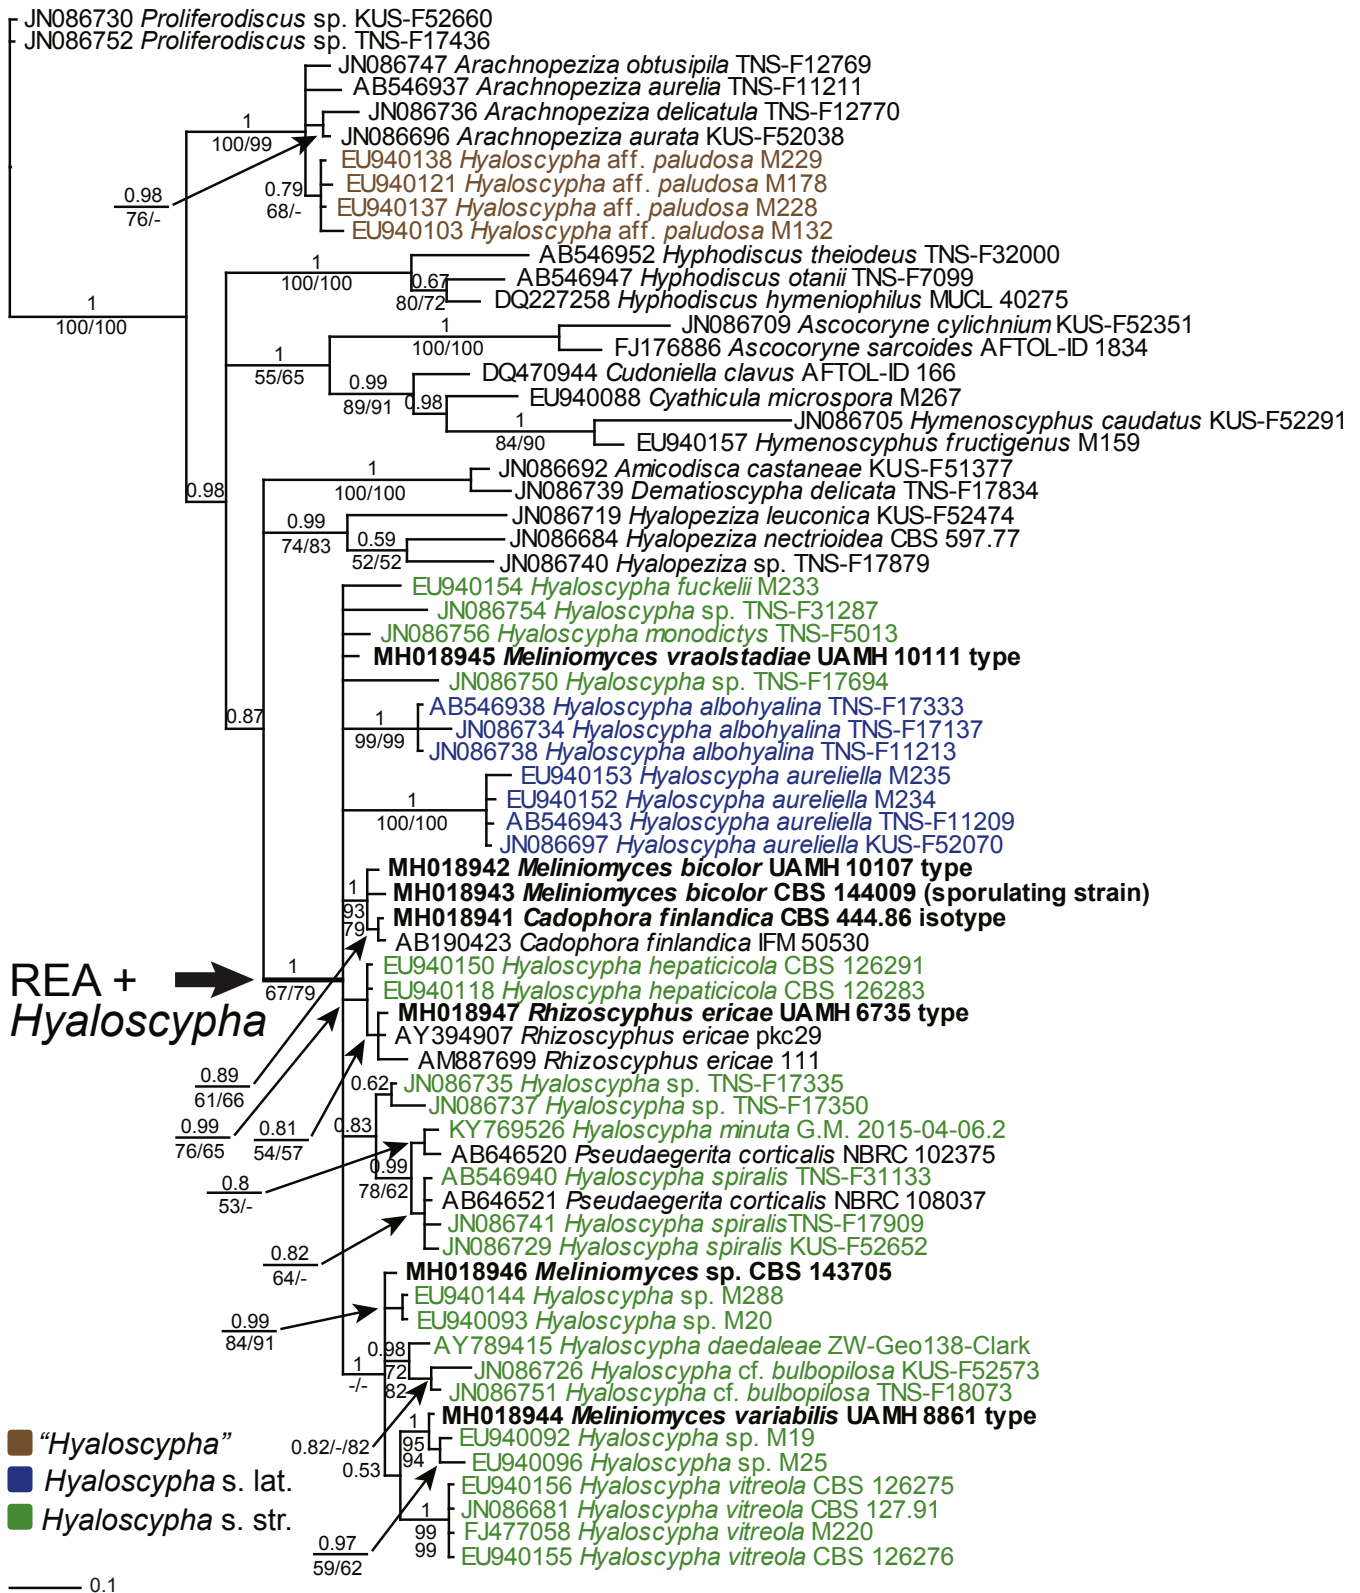 JN086730 Proliferodiscus sp. KUS-F52660
JN086752 Proliferodiscus sp. TNS-F17436
JN086747 Arachnopeziza obtusipila TNS-F12769
AB546937 Arachnopeziza aurelia TNS-F11211
JN086736 Arachnopeziza delicatula TNS-F12770
1
100/99
JN086696 Arachnopeziza aurata KUS-F52038
EU940138 Hyaloscypha aff. paludosa M229
0.98
76/-
0.79
68/-
EU940121 Hyaloscypha aff. paludosa M178
EU940137 Hyaloscypha aff. paludosa M228
EU940103 Hyaloscypha aff. paludosa M132
AB546952 Hyphodiscus theiodeus TNS-F32000
1
100/100
0.67
80/72
AB546947 Hyphodiscus otanii TNS-F7099
DQ227258 Hyphodiscus hymeniophilus MUCL 40275
1
100/100
JN086709 Ascocoryne cylichnium KUS-F52351
1
100/100
FJ176886 Ascocoryne sarcoides AFTOL-ID 1834
1
55/65
DQ470944 Cudoniella clavus AFTOL-ID 166
0.99
89/91
0.98
EU940088 Cyathicula microspora M267
JN086705 Hymenoscyphus caudatus KUS-F52291
1
84/90
EU940157 Hymenoscyphus fructigenus M159
JN086692 Amicodisca castaneae KUS-F51377
1
100/100
0.98
JN086739 Dematioscypha delicata TNS-F17834
JN086719 Hyalopeziza leuconica KUS-F52474
0.99
74/83
0.59
52/52
JN086684 Hyalopeziza nectrioidea CBS 597.77
JN086740 Hyalopeziza sp. TNS-F17879
EU940154 Hyaloscypha fuckelii M233
JN086754 Hyaloscypha sp. TNS-F31287
JN086756 Hyaloscypha monodictys TNS-F5013
MH018945 Meliniomyces vraolstadiae UAMH 10111 type
JN086750 Hyaloscypha sp. TNS-F17694
AB546938 Hyaloscypha albohyalina TNS-F17333
0.87
1
99/99
JN086734 Hyaloscypha albohyalina TNS-F17137
JN086738 Hyaloscypha albohyalina TNS-F11213
EU940153 Hyaloscypha aureliella M235
EU940152 Hyaloscypha aureliella M234
1
100/100
AB546943 Hyaloscypha aureliella TNS-F11209
JN086697 Hyaloscypha aureliella KUS-F52070
MH018942 Meliniomyces bicolor UAMH 10107 type
1
93
79
MH018943 Meliniomyces bicolor CBS 144009 (sporulating strain)
MH018941 Cadophora finlandica CBS 444.86 isotype
AB190423 Cadophora finlandica IFM 50530
EU940150 Hyaloscypha hepaticicola CBS 126291
REA +
Hyaloscypha
1
67/79
EU940118 Hyaloscypha hepaticicola CBS 126283
MH018947 Rhizoscyphus ericae UAMH 6735 type
AY394907 Rhizoscyphus ericae pkc29
AM887699 Rhizoscyphus ericae 111
0.89
61/66
0.62
JN086735 Hyaloscypha sp. TNS-F17335
JN086737 Hyaloscypha sp. TNS-F17350
0.99
76/65
0.81
54/57
0.83
KY769526 Hyaloscypha minuta G.M. 2015-04-06.2
AB646520 Pseudaegerita corticalis NBRC 102375
0.8
53/-
0.99
78/62
AB546940 Hyaloscypha spiralis TNS-F31133
AB646521 Pseudaegerita corticalis NBRC 108037
JN086741 Hyaloscypha spiralisTNS-F17909
JN086729 Hyaloscypha spiralis KUS-F52652
0.82
64/-
MH018946 Meliniomyces sp. CBS 143705
EU940144 Hyaloscypha sp. M288
EU940093 Hyaloscypha sp. M20
0.99
84/91
AY789415 Hyaloscypha daedaleae ZW-Geo138-Clark
1
-/-
0.98
72
82
JN086726 Hyaloscypha cf. bulbopilosa KUS-F52573
JN086751 Hyaloscypha cf. bulbopilosa TNS-F18073
MH018944 Meliniomyces variabilis UAMH 8861 type
0.82/-/82
1
95
94
EU940092 Hyaloscypha sp. M19
0.53
EU940096 Hyaloscypha sp. M25
EU940156 Hyaloscypha vitreola CBS 126275
1
99
99
JN086681 Hyaloscypha vitreola CBS 127.91
FJ477058 Hyaloscypha vitreola M220
EU940155 Hyaloscypha vitreola CBS 126276
0.97
59/62
"Hyaloscypha"
Hyaloscypha s. lat.
Hyaloscypha s. str.
0.1